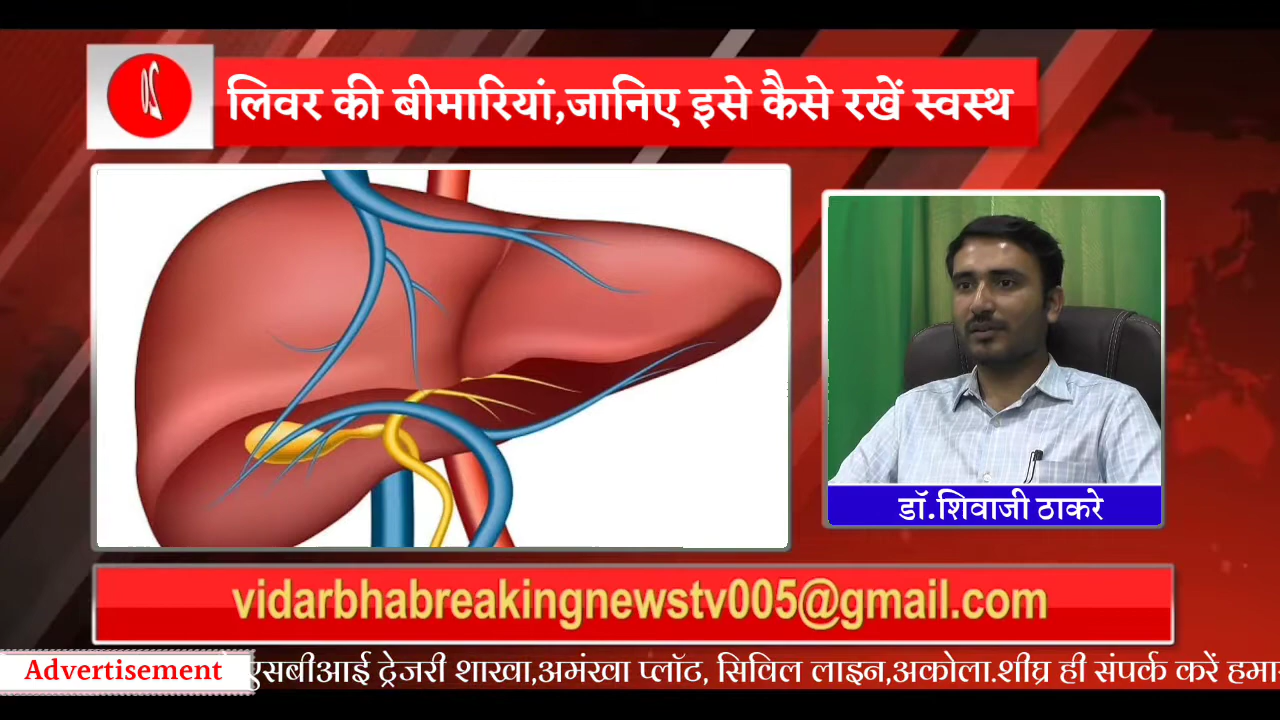 लिवर की बीमारियां,जानिए इसे कैसे रखें स्वस्थ
डॉ.शिवाजी ठाकरे
vidarbhabreakingnewstv005@gmail.com
Advertisement
एसबीआई ट्रेजरी शाखा,अमंखा प्लॉट, सिविल लाइन,अकोला.शीघ्र ही संपर्क करें